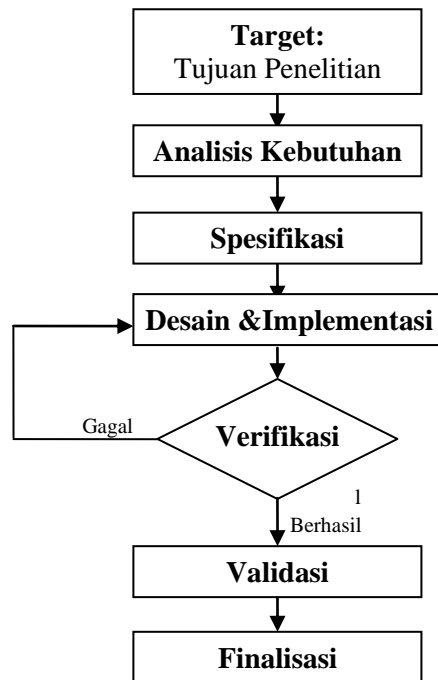 Target:
Tujuan Penelitian
Analisis Kebutuhan
Spesifikasi
Desain &Implementasi
Verifikasi
Gagal
1
Berhasil
Validasi
Finalisasi